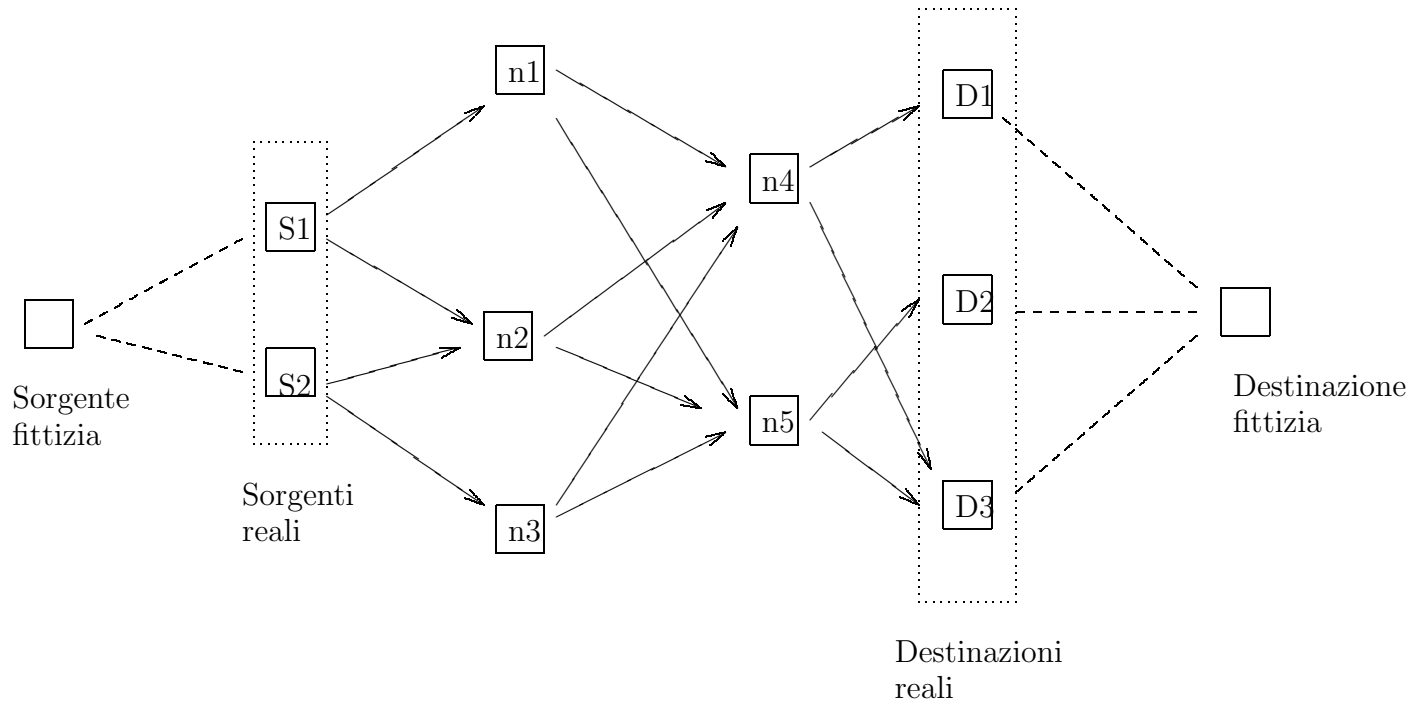 n1
D1
n4
S1
D2
n2
S2
Sorgente
fittizia
Destinazione
fittizia
n5
Sorgenti
reali
n3
D3
Destinazioni
reali